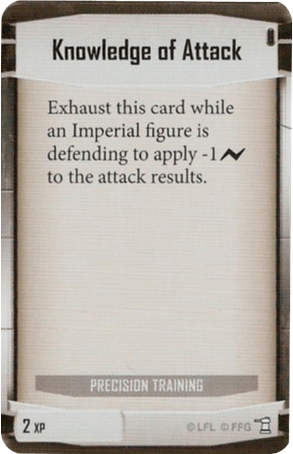 Knowledge of Attack
Exhaust this card while
an Imperial figure is
defending to apply -1
to the attack results.
PRECISION TRAINING
2 XP
©LFL ©FFG